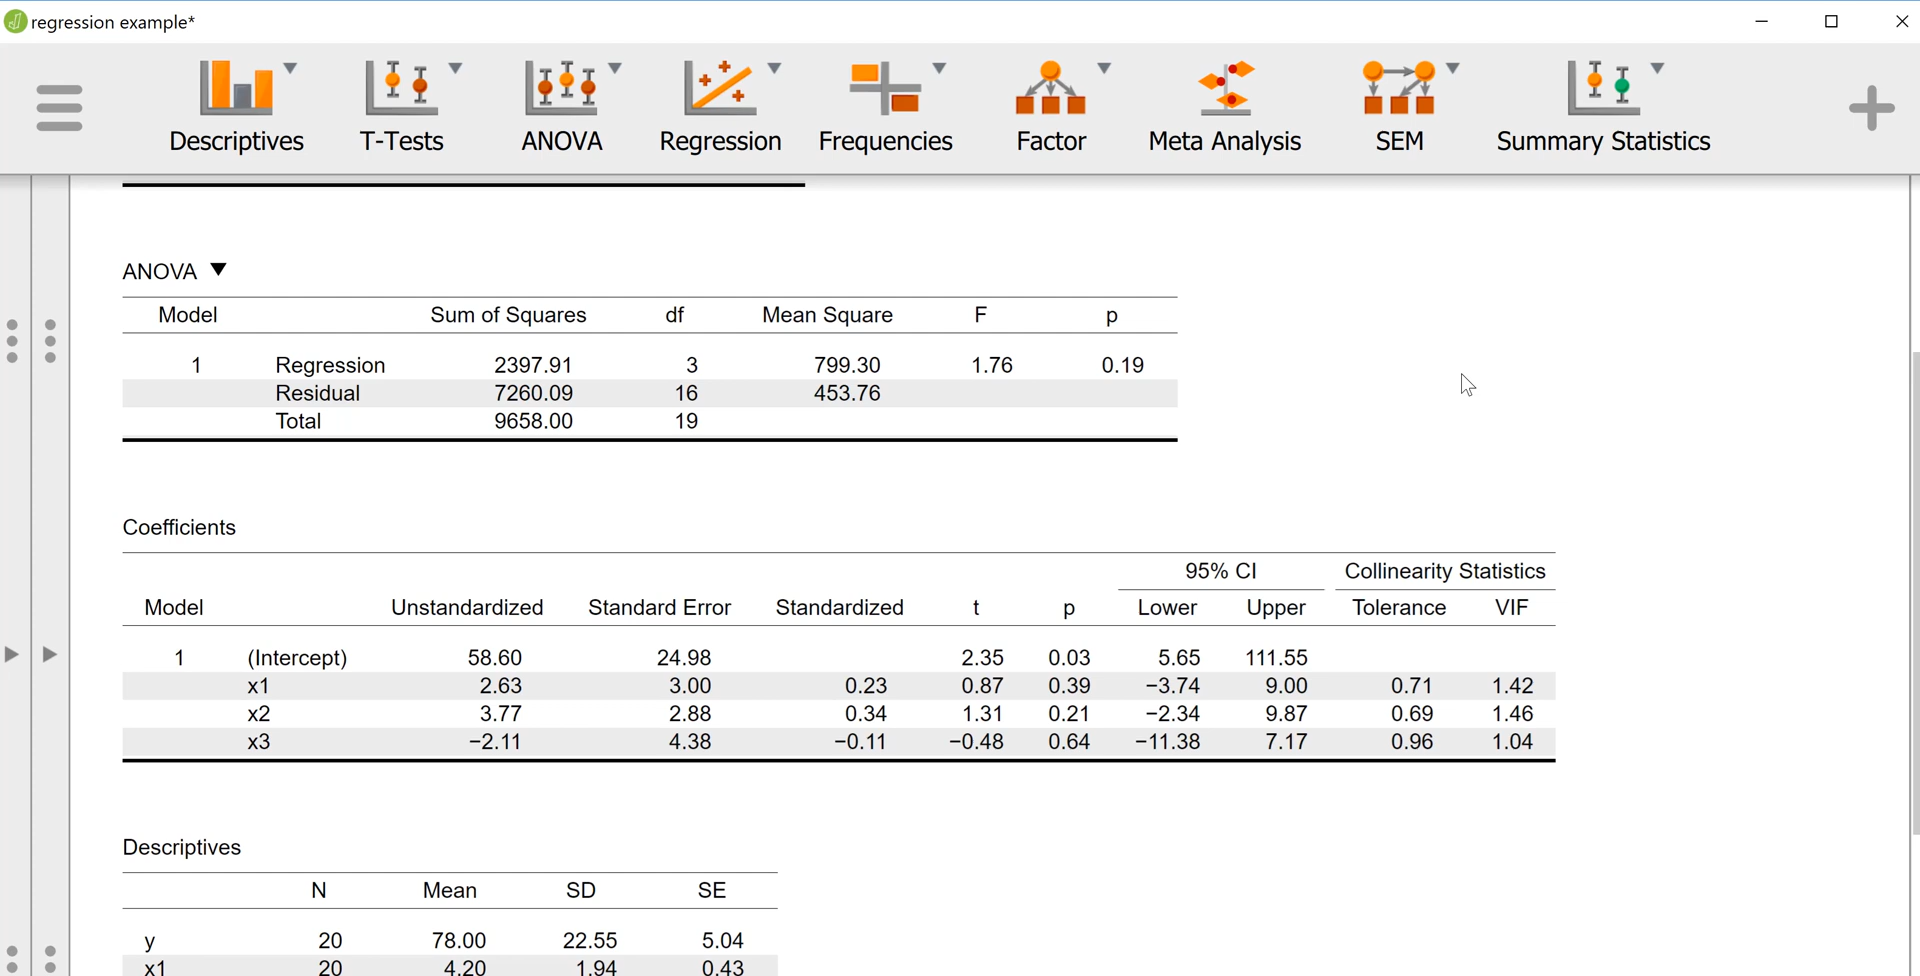 regression example*
Descriptives T-Tests ANOVA Regression Frequencies Factor Meta Analysis SEM Summary Statistics
ANOVA ▼
Model Sum of Squares df Mean Square F p
1 Regression 2397.91 3 799.30 1.76 0.19
Residual 7260.09 16 453.76
Total 9658.00 19
Coefficients
95% CI Collinearity Statistics
Model Unstandardized Standard Error Standardized t p Lower Upper Tolerance VIF
1 (Intercept) 58.60 24.98 2.35 0.03 5.65 111.55
x1 2.63 3.00 0.23 0.87 0.39 −3.74 9.00 0.71 1.42
x2 3.77 2.88 0.34 1.31 0.21 −2.34 9.87 0.69 1.46
x3 −2.11 4.38 −0.11 −0.48 0.64 −11.38 7.17 0.96 1.04
Descriptives
N Mean SD SE
y 20 78.00 22.55 5.04
x1 20 4.20 1.94 0.43